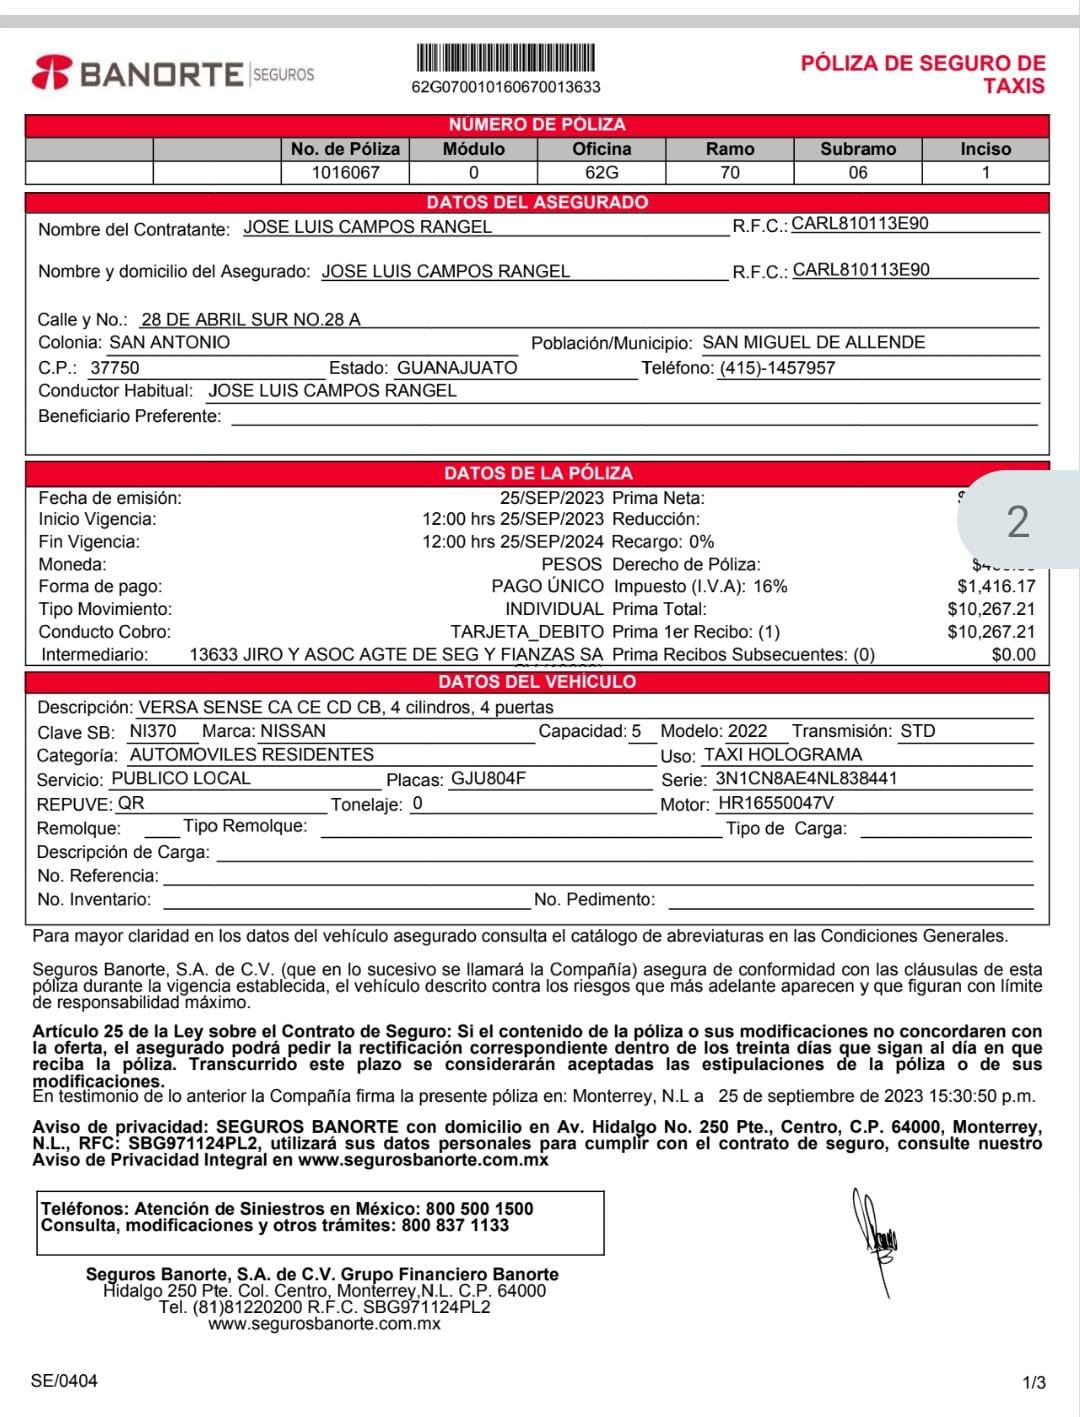 BANORTE SEGUROS
62G070010160670013633
PÓLIZA DE SEGURO DE
TAXIS
NÚMERO DE PÓLIZA
No. de Póliza Módulo Oficina Ramo Subramo Inciso
1016067 0 62G 70 06 1
DATOS DEL ASEGURADO
Nombre del Contratante: JOSE LUIS CAMPOS RANGEL R.F.C.: CARL810113E90
Nombre y domicilio del Asegurado: JOSE LUIS CAMPOS RANGEL R.F.C.: CARL810113E90
Calle y No.: 28 DE ABRIL SUR NO.28 A
Colonia: SAN ANTONIO Población/Municipio: SAN MIGUEL DE ALLENDE
C.P.: 37750 Estado: GUANAJUATO Teléfono: (415)-1457957
Conductor Habitual: JOSE LUIS CAMPOS RANGEL
Beneficiario Preferente:
DATOS DE LA PÓLIZA
Fecha de emisión: 25/SEP/2023 Prima Neta:
Inicio Vigencia: 12:00 hrs 25/SEP/2023 Reducción:
2
Fin Vigencia: 12:00 hrs 25/SEP/2024 Recargo: 0%
Moneda: PESOS Derecho de Póliza:
Forma de pago: PAGO ÚNICO Impuesto (I.V.A): 16% $1,416.17
Tipo Movimiento: INDIVIDUAL Prima Total: $10,267.21
Conducto Cobro: TARJETA_DEBITO Prima 1er Recibo: (1) $10,267.21
Intermediario: 13633 JIRO Y ASOC AGTE DE SEG Y FIANZAS SA Prima Recibos Subsecuentes: (0) $0.00
DATOS DEL VEHÍCULO
Descripción: VERSA SENSE CA CE CD CB, 4 cilindros, 4 puertas
Clave SB: NI370 Marca: NISSAN Capacidad: 5 Modelo: 2022 Transmisión: STD
Categoría: AUTOMOVILES RESIDENTES Uso: TAXI HOLOGRAMA
Servicio: PUBLICO LOCAL Placas: GJU804F Serie: 3N1CN8AE4NL838441
REPUVE: QR Tonelaje: 0 Motor: HR16550047V
Remolque: Tipo Remolque: Tipo de Carga:
Descripción de Carga:
No. Referencia:
No. Inventario: No. Pedimento:
Para mayor claridad en los datos del vehículo asegurado consulta el catálogo de abreviaturas en las Condiciones Generales.
Seguros Banorte, S.A. de C.V. (que en lo sucesivo se llamará la Compañía) asegura de conformidad con las cláusulas de esta
póliza durante la vigencia establecida, el vehículo descrito contra los riesgos que más adelante aparecen y que figuran con límite
de responsabilidad máximo.
Artículo 25 de la Ley sobre el Contrato de Seguro: Si el contenido de la póliza o sus modificaciones no concordaren con
la oferta, el asegurado podrá pedir la rectificación correspondiente dentro de los treinta días que sigan al día en que
reciba la póliza. Transcurrido este plazo se considerarán aceptadas las estipulaciones de la póliza o de sus
modificaciones.
En testimonio de lo anterior la Compañía firma la presente póliza en: Monterrey, N.L a 25 de septiembre de 2023 15:30:50 p.m.
Aviso de privacidad: SEGUROS BANORTE con domicilio en Av. Hidalgo No. 250 Pte., Centro, C.P. 64000, Monterrey,
N.L., RFC: SBG971124PL2, utilizará sus datos personales para cumplir con el contrato de seguro, consulte nuestro
Aviso de Privacidad Integral en www.segurosbanorte.com.mx
Teléfonos: Atención de Siniestros en México: 800 500 1500
Consulta, modificaciones y otros trámites: 800 837 1133
Seguros Banorte, S.A. de C.V. Grupo Financiero Banorte
Hidalgo 250 Pte. Col. Centro, Monterrey,N.L. C.P. 64000
Tel. (81)81220200 R.F.C. SBG971124PL2
www.segurosbanorte.com.mx
SE/0404
1/3